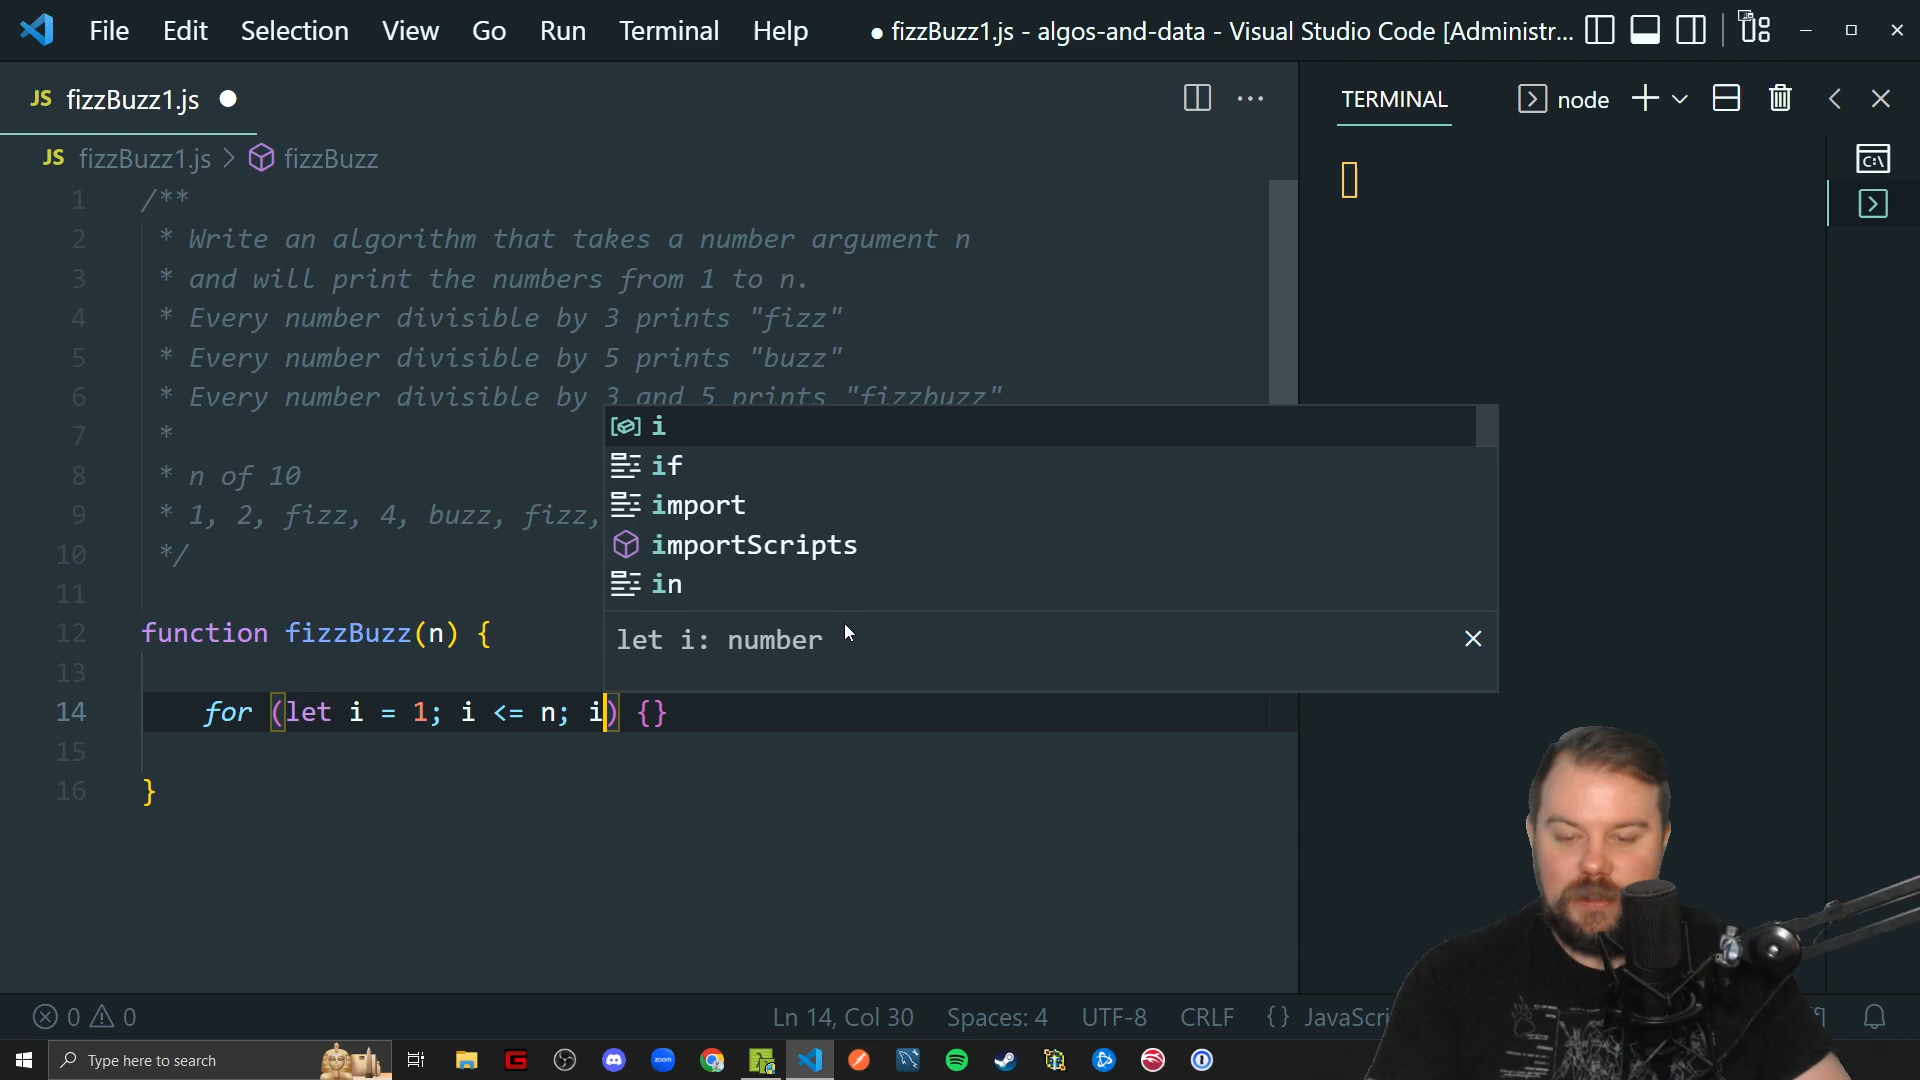 File Edit Selection View Go Run Terminal Help
● fizzBuzz1.js - algos-and-data - Visual Studio Code [Administr...
JS fizzBuzz1.js
TERMINAL
node
JS fizzBuzz1.js > fizzBuzz
1 /**
2 * Write an algorithm that takes a number argument n
3 * and will print the numbers from 1 to n.
4 * Every number divisible by 3 prints "fizz"
5 * Every number divisible by 5 prints "buzz"
6 * Every number divisible by 3 and 5 prints "fizzbuzz"
7 *
8 * n of 10
9 * 1, 2, fizz, 4, buzz, fizz,
10 */
11
12 function fizzBuzz(n) {
13
14 for (let i = 1; i <= n; i) {}
15
16 }
i
if
import
importScripts
in
let i: number
0 0
Ln 14, Col 30 Spaces: 4 UTF-8 CRLF {}
Type here to search
zoom